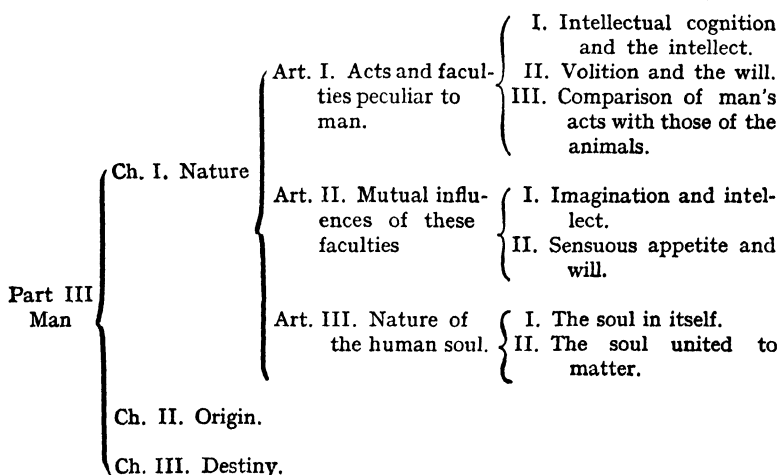 I. Intellectual cognition
and the intellect.
Art. I. Acts and facul-
ties peculiar to
man.
II. Volition and the will.
III. Comparison of man's
acts with those of the
animals.
Ch. I. Nature
Art. II. Mutual influ-
ences of these
faculties
I. Imagination and intel-
lect.
II. Sensuous appetite and
will.
Part III
Man
Art. III. Nature of
the human soul.
I. The soul in itself.
II. The soul united to
matter.
Ch. II. Origin.
Ch. III. Destiny.